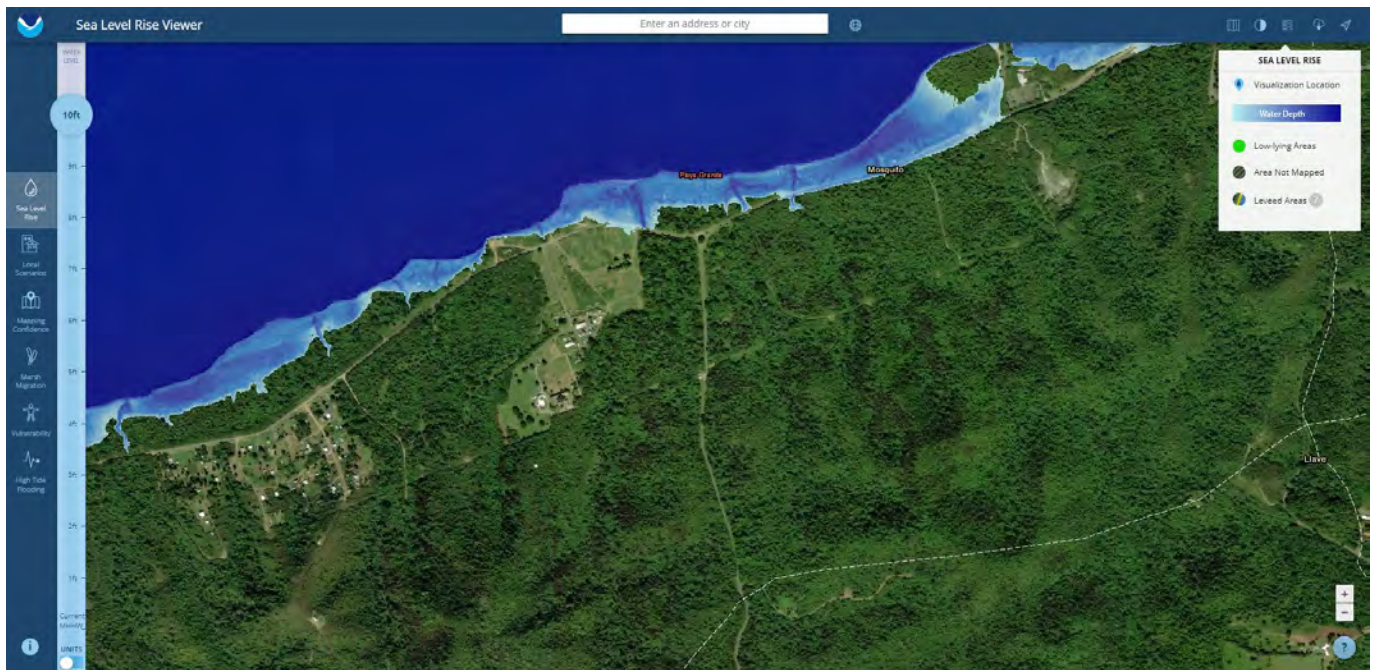 Sea Level Rise Viewer
Enter an address or city
WATER
LEVEL
10ft
9ft
8ft
7ft
6ft
5ft
4ft
3ft
2ft
1ft
Current
MHHW
UNITS
Sea Level
Rise
Local
Scenarios
Mapping
Confidence
Marsh
Migration
Vulnerability
High Tide
Flooding
i
Playa Grande
Mosquito
Llave
SEA LEVEL RISE
Visualization Location
Water Depth
Low-lying Areas
Area Not Mapped
Leveed Areas
+
−
?